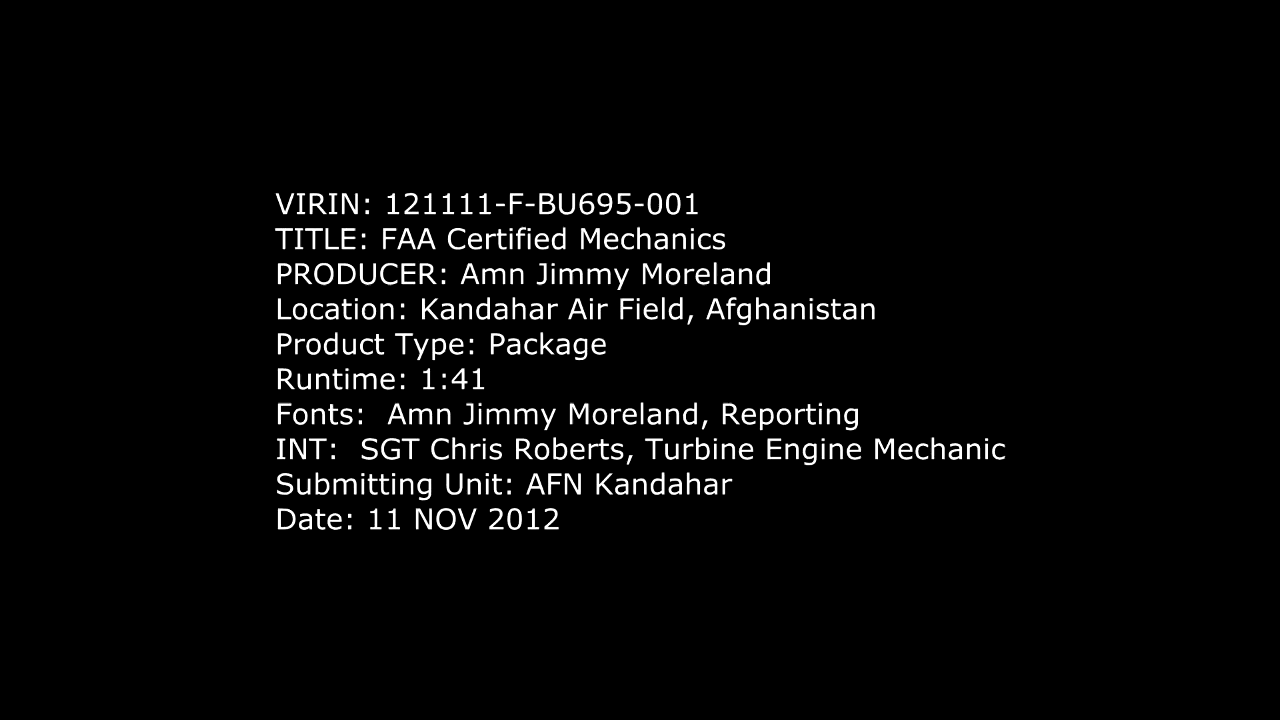 VIRIN: 121111-F-BU695-001
TITLE: FAA Certified Mechanics
PRODUCER: Amn Jimmy Moreland
Location: Kandahar Air Field, Afghanistan
Product Type: Package
Runtime: 1:41
Fonts:  Amn Jimmy Moreland, Reporting
INT:  SGT Chris Roberts, Turbine Engine Mechanic
Submitting Unit: AFN Kandahar
Date: 11 NOV 2012